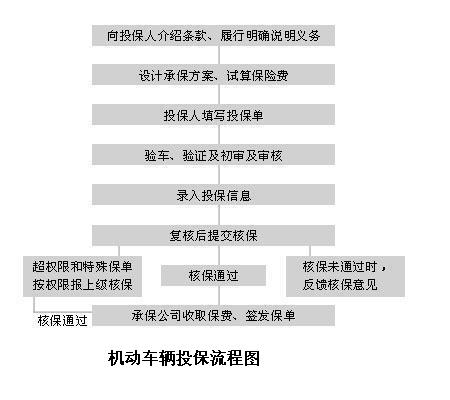 向投保人介绍条款、履行明确说明义务
设计承保方案、试算保险费
投保人填写投保单
验车、验证及初审及审核
录入投保信息
复核后提交核保
超权限和特殊保单
按权限报上级核保
核保通过
核保未通过时，
反馈核保意见
核保通过
承保公司收取保费、签发保单
机动车辆投保流程图